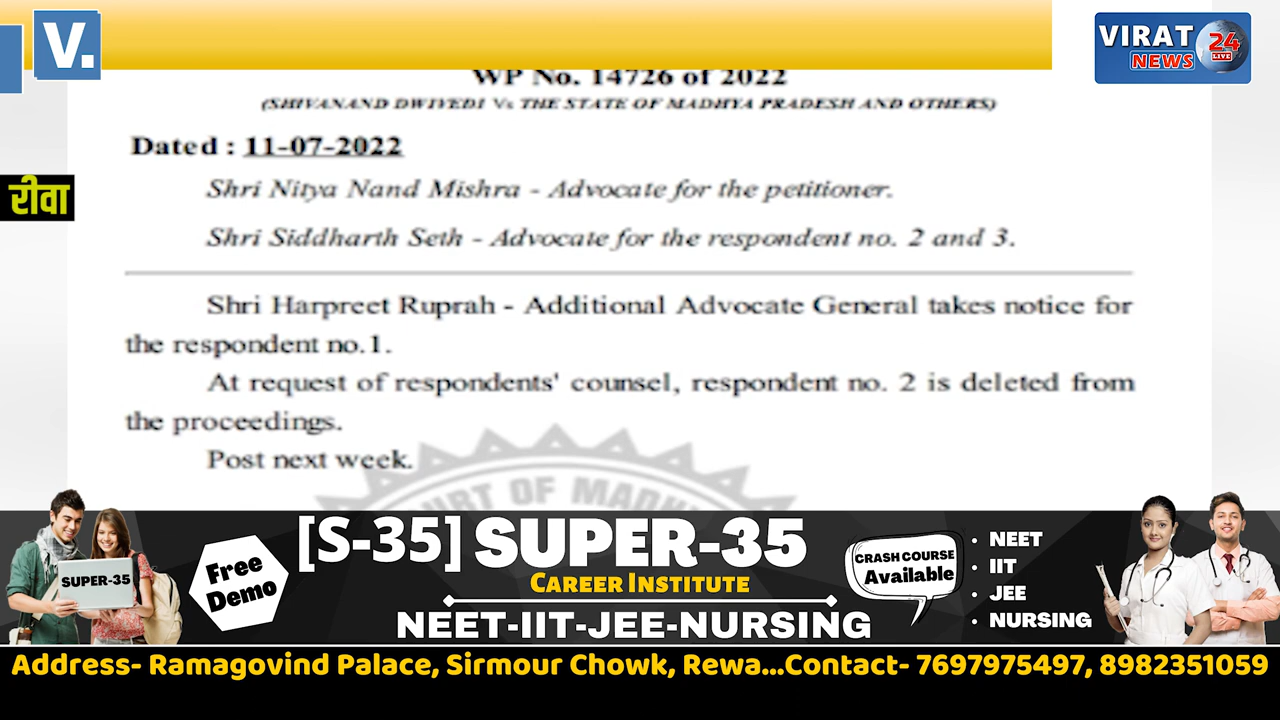 V.
VIRAT 24
NEWS LIVE
WP No. 14726 of 2022
(SHIVANAND DWIVEDI Vs THE STATE OF MADHYA PRADESH AND OTHERS)
Dated : 11-07-2022
रीवा
Shri Nitya Nand Mishra - Advocate for the petitioner.
Shri Siddharth Seth - Advocate for the respondent no. 2 and 3.
Shri Harpreet Ruprah - Additional Advocate General takes notice for
the respondent no.1.
At request of respondents' counsel, respondent no. 2 is deleted from
the proceedings.
Post next week.
OF MADH
SUPER-35
Free
Demo
[S-35] SUPER-35
CAREER INSTITUTE
NEET-IIT-JEE-NURSING
CRASH COURSE
Available
• NEET
• IIT
• JEE
• NURSING
Address- Ramagovind Palace, Sirmour Chowk, Rewa...Contact- 7697975497, 8982351059